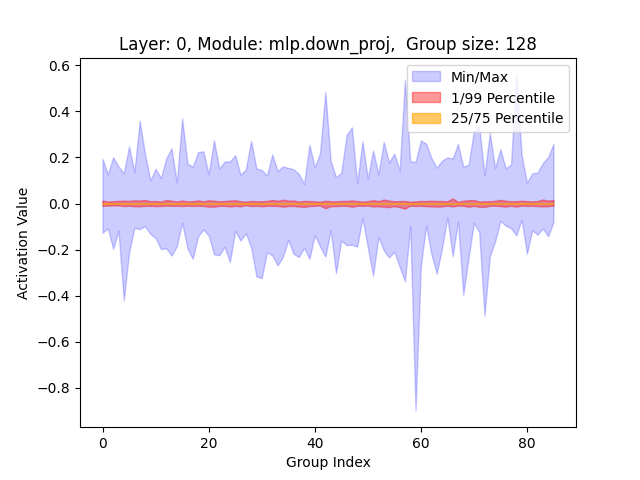 Layer: 0, Module: mlp.down_proj,  Group size: 128
Min/Max
1/99 Percentile
25/75 Percentile
Activation Value
0.6
0.4
0.2
0.0
−0.2
−0.4
−0.6
−0.8
0 20 40 60 80
Group Index